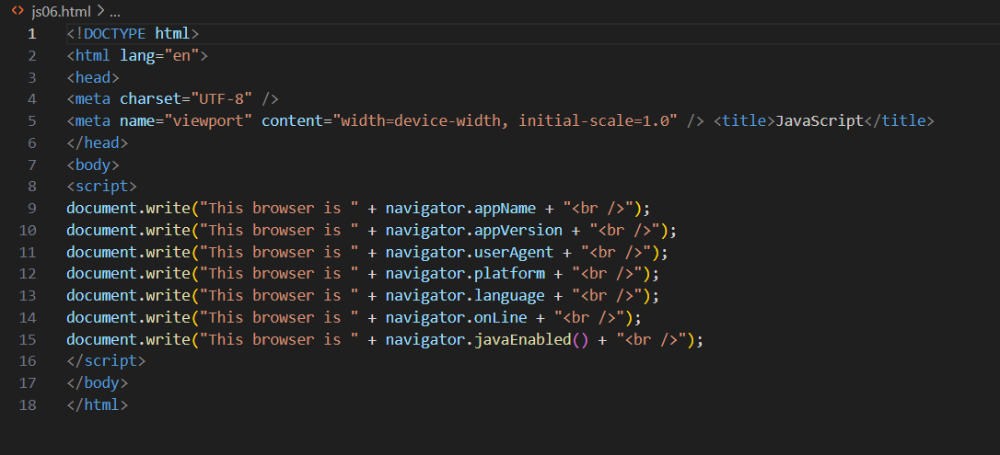 <> js06.html > ...
1 <!DOCTYPE html>
2 <html lang="en">
3 <head>
4 <meta charset="UTF-8" />
5 <meta name="viewport" content="width=device-width, initial-scale=1.0" /> <title>JavaScript</title>
6 </head>
7 <body>
8 <script>
9 document.write("This browser is " + navigator.appName + "<br />");
10 document.write("This browser is " + navigator.appVersion + "<br />");
11 document.write("This browser is " + navigator.userAgent + "<br />");
12 document.write("This browser is " + navigator.platform + "<br />");
13 document.write("This browser is " + navigator.language + "<br />");
14 document.write("This browser is " + navigator.onLine + "<br />");
15 document.write("This browser is " + navigator.javaEnabled() + "<br />");
16 </script>
17 </body>
18 </html>